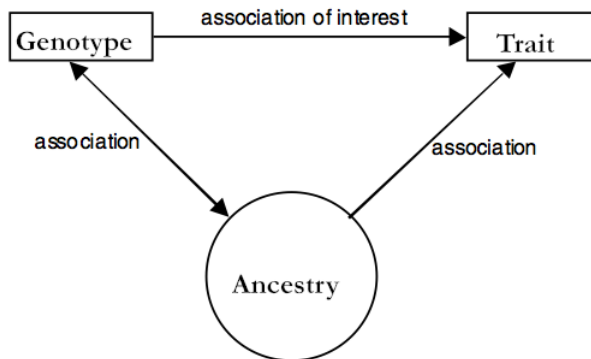 association of interest
Genotype
Trait
association
association
Ancestry